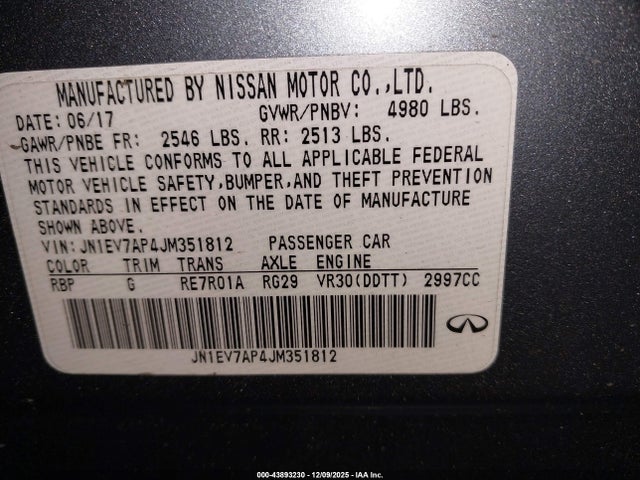 MANUFACTURED BY NISSAN MOTOR CO.,LTD.
DATE: 06/17 GVWR/PNBV: 4980 LBS.
GAWR/PNBE FR: 2546 LBS. RR: 2513 LBS.
THIS VEHICLE CONFORMS TO ALL APPLICABLE FEDERAL
MOTOR VEHICLE SAFETY,BUMPER,AND THEFT PREVENTION
STANDARDS IN EFFECT ON THE DATE OF MANUFACTURE
SHOWN ABOVE.
VIN: JN1EV7AP4JM351812 PASSENGER CAR
COLOR TRIM TRANS AXLE ENGINE
RBP G RE7R01A RG29 VR30(DDTT) 2997CC
JN1EV7AP4JM351812
000-43893230 - 12/09/2025 - IAA Inc.